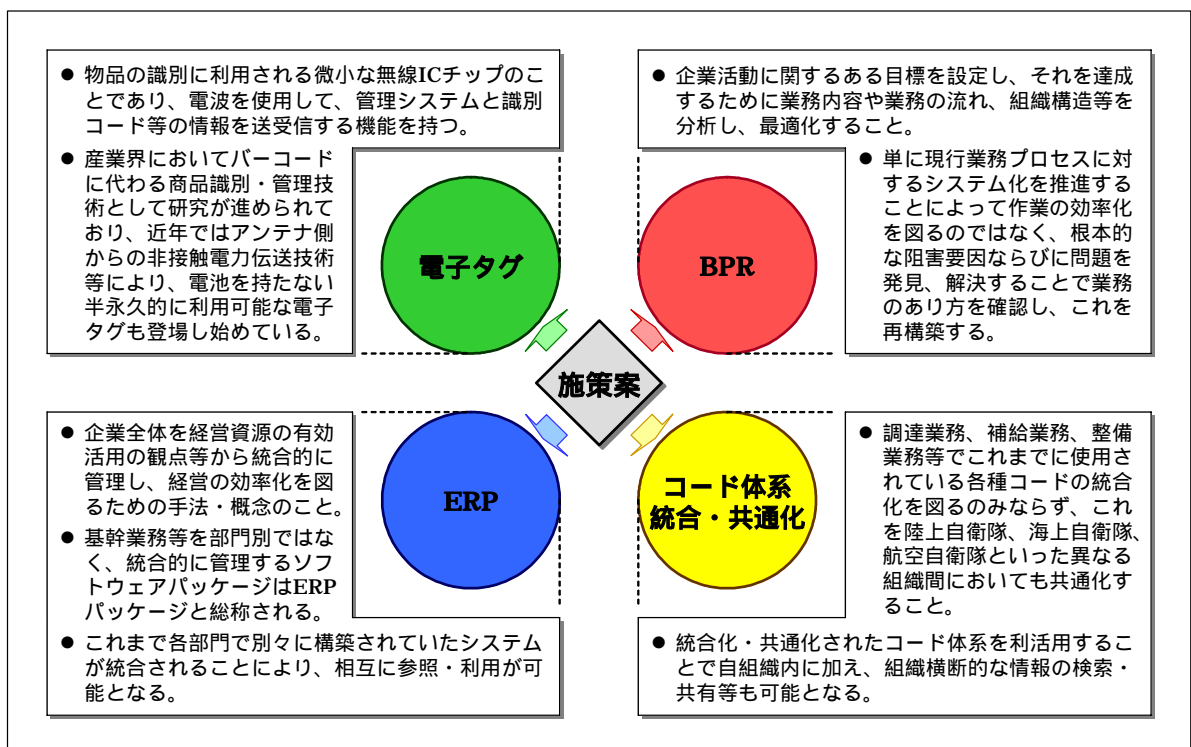 ● 物品の識別に利用される微小な無線ICチップのこ
とであり、電波を使用して、管理システムと識別
コード等の情報を送受信する機能を持つ。
● 産業界においてバーコード
に代わる商品識別・管理技
術として研究が進められて
おり、近年ではアンテナ側
からの非接触電力伝送技術
等により、電池を持たない
半永久的に利用可能な電子
タグも登場し始めている。
電子タグ
● 企業活動に関するある目標を設定し、それを達成
するために業務内容や業務の流れ、組織構造等を
分析し、最適化すること。
● 単に現行業務プロセスに対
するシステム化を推進する
ことによって作業の効率化
を図るのではなく、根本的
な阻害要因ならびに問題を
発見、解決することで業務
のあり方を確認し、これを
再構築する。
BPR
施策案
● 企業全体を経営資源の有効
活用の観点等から統合的に
管理し、経営の効率化を図
るための手法・概念のこと。
● 基幹業務等を部門別ではな
く、統合的に管理するソフ
トウェアパッケージはERP
パッケージと総称される。
● これまで各部門で別々に構築されていたシステム
が統合されることにより、相互に参照・利用が可
能となる。
ERP
コード体系
統合・共通化
● 調達業務、補給業務、整備
業務等でこれまでに使用さ
れている各種コードの統合
化を図るのみならず、これ
を陸上自衛隊、海上自衛隊、
航空自衛隊といった異なる
組織間においても共通化す
ること。
● 統合化・共通化されたコード体系を利活用するこ
とで自組織内に加え、組織横断的な情報の検索・
共有等も可能となる。